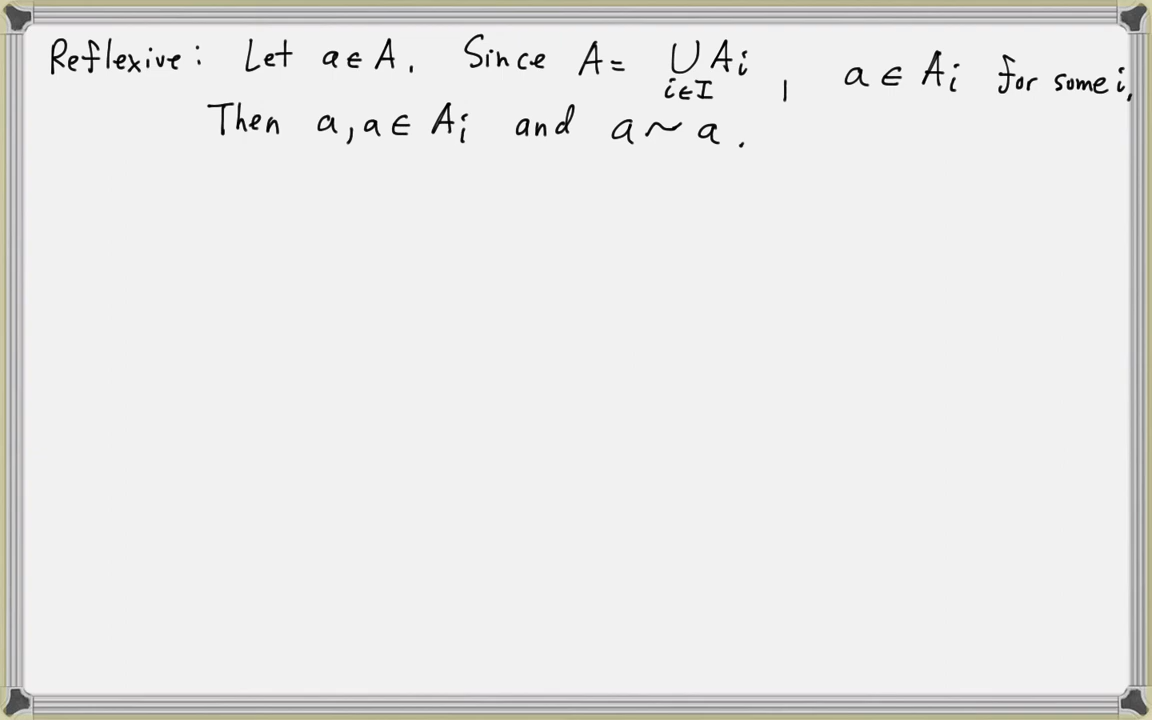 Reflexive: Let a ∈ A. Since A = ⋃_{i∈I} A_i, a ∈ A_i for some i.
Then a, a ∈ A_i and a ~ a.